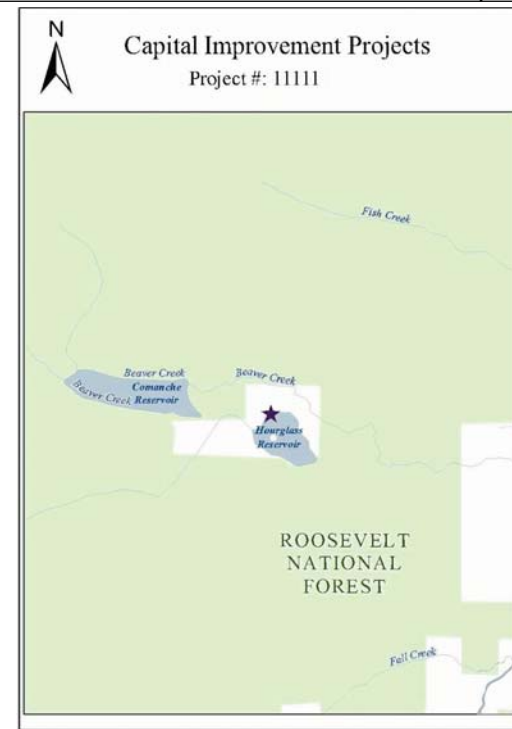 N
Capital Improvement Projects
Project #: 11111
Fish Creek
Beaver Creek
Beaver Creek
Beaver Creek
Comanche
Reservoir
Hourglass
Reservoir
ROOSEVELT
NATIONAL
FOREST
Fall Creek